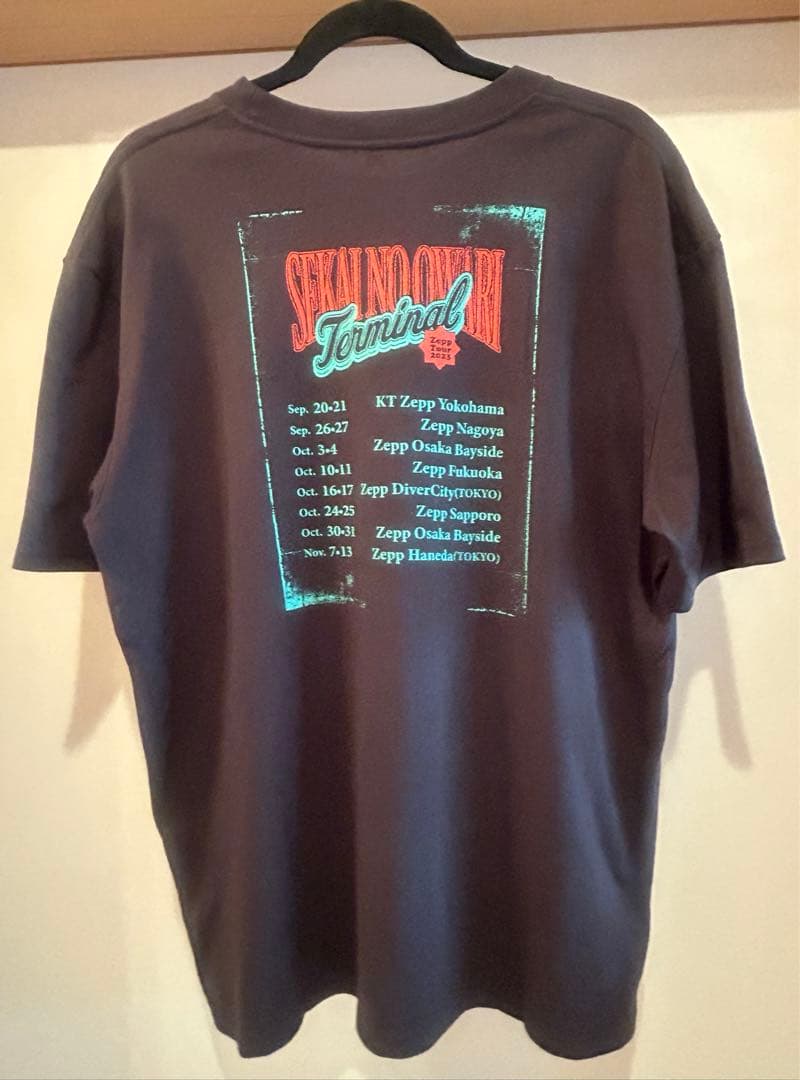 SEKAI NO OWARI
Terminal
Zepp
Tour
2023
Sep. 20•21 KT Zepp Yokohama
Sep. 26•27 Zepp Nagoya
Oct. 3•4 Zepp Osaka Bayside
Oct. 10•11 Zepp Fukuoka
Oct. 16•17 Zepp DiverCity(TOKYO)
Oct. 24•25 Zepp Sapporo
Oct. 30•31 Zepp Osaka Bayside
Nov. 7•13 Zepp Haneda(TOKYO)